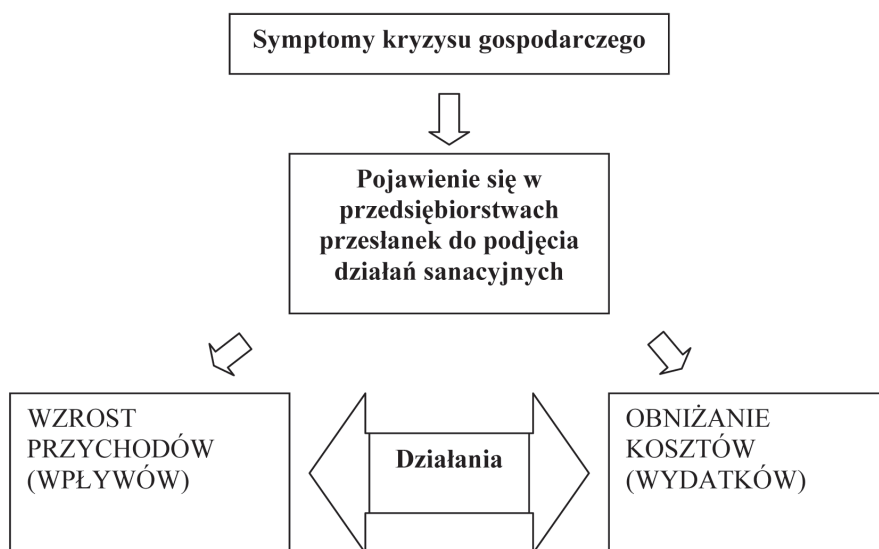 Symptomy kryzysu gospodarczego
Pojawienie się w
przedsiębiorstwach
przesłanek do podjęcia
działań sanacyjnych
WZROST
PRZYCHODÓW
(WPŁYWÓW)
Działania
OBNIŻANIE
KOSZTÓW
(WYDATKÓW)